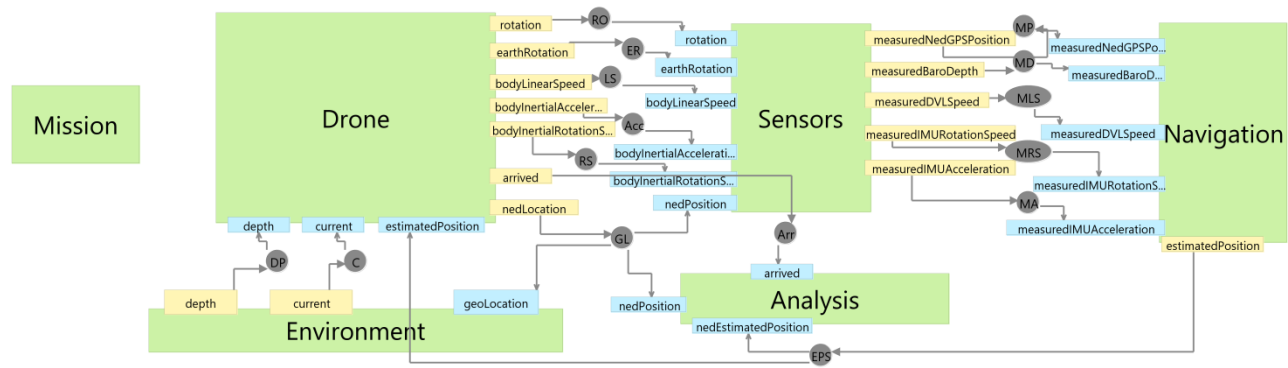 Mission
Drone
rotation
earthRotation
bodyLinearSpeed
bodyInertialAcceler...
bodyInertialRotationS...
arrived
nedLocation
depth
current
estimatedPosition
RO
ER
LS
Acc
RS
GL
DP
C
rotation
earthRotation
bodyLinearSpeed
bodyInertialAccelerati...
bodyInertialRotationS...
nedPosition
Sensors
measuredNedGPSPosition
measuredBaroDepth
measuredDVLSpeed
measuredIMURotationSpeed
measuredIMUAcceleration
MP
MD
MLS
MRS
MA
measuredNedGPSPo...
measuredBaroD...
measuredDVLSpeed
measuredIMURotationS...
measuredIMUAcceleration
Navigation
estimatedPosition
Arr
arrived
Analysis
nedPosition
nedEstimatedPosition
depth
current
geoLocation
Environment
EPS